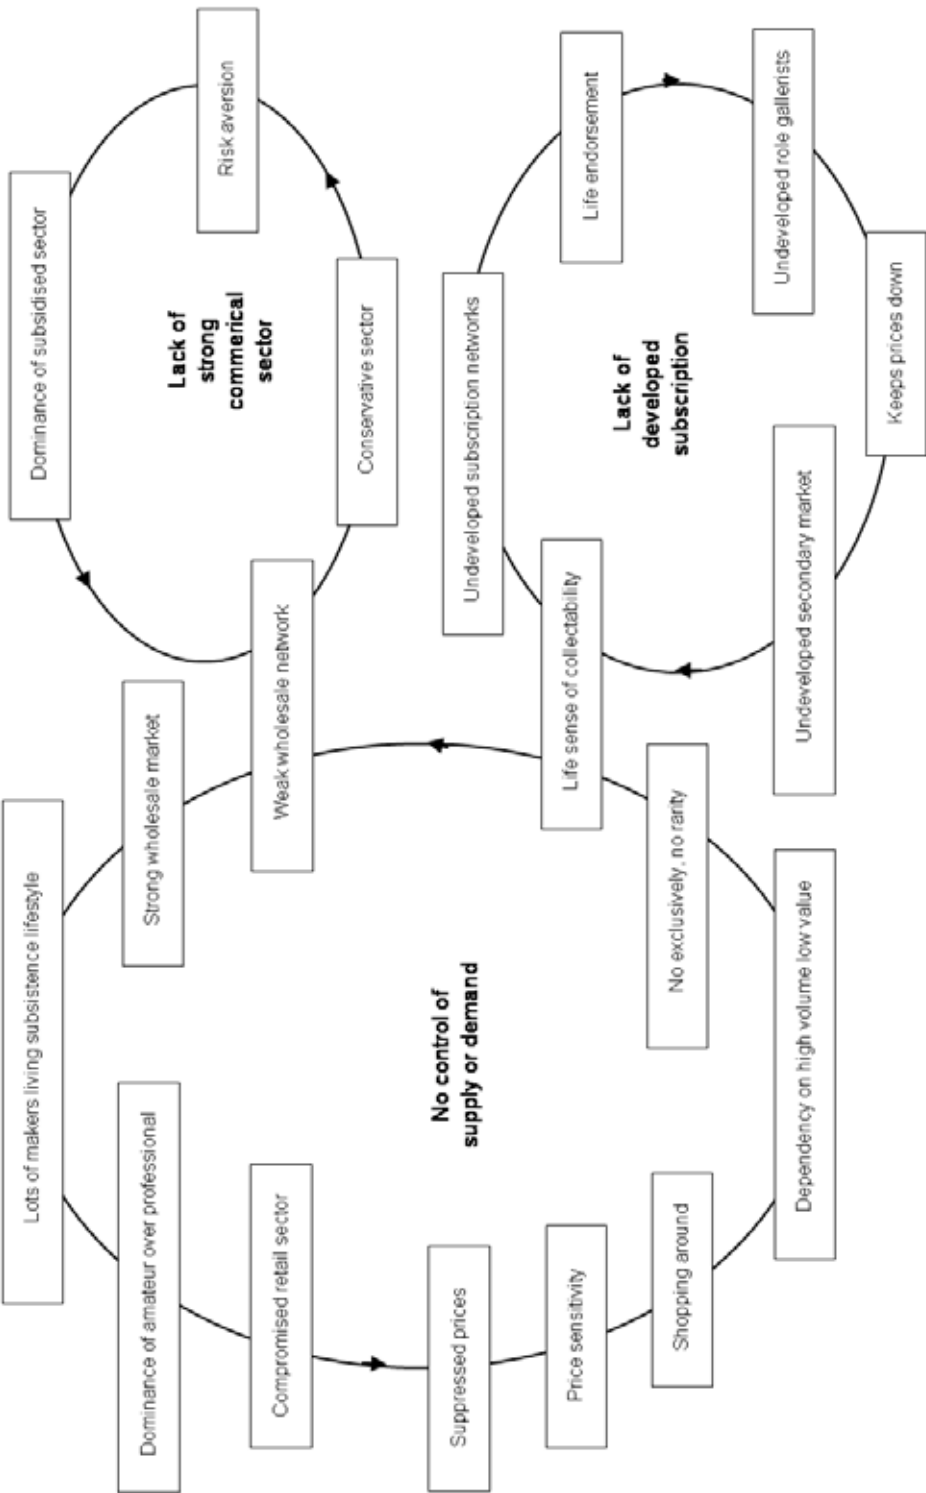 Lots of makers living subsistence lifestyle
Dominance of amateur over professional
Compromised retail sector
Suppressed prices
Price sensitivity
Shopping around
Dependency on high volume low value
No exclusively, no rarity
Life sense of collectability
Weak wholesale network
Strong wholesale market
No control of
supply or demand
Dominance of subsidised sector
Risk aversion
Conservative sector
Lack of
strong
commerical
sector
Undeveloped subscription networks
Life endorsement
Undeveloped role gallerists
Keeps prices down
Undeveloped secondary market
Lack of
developed
subscription